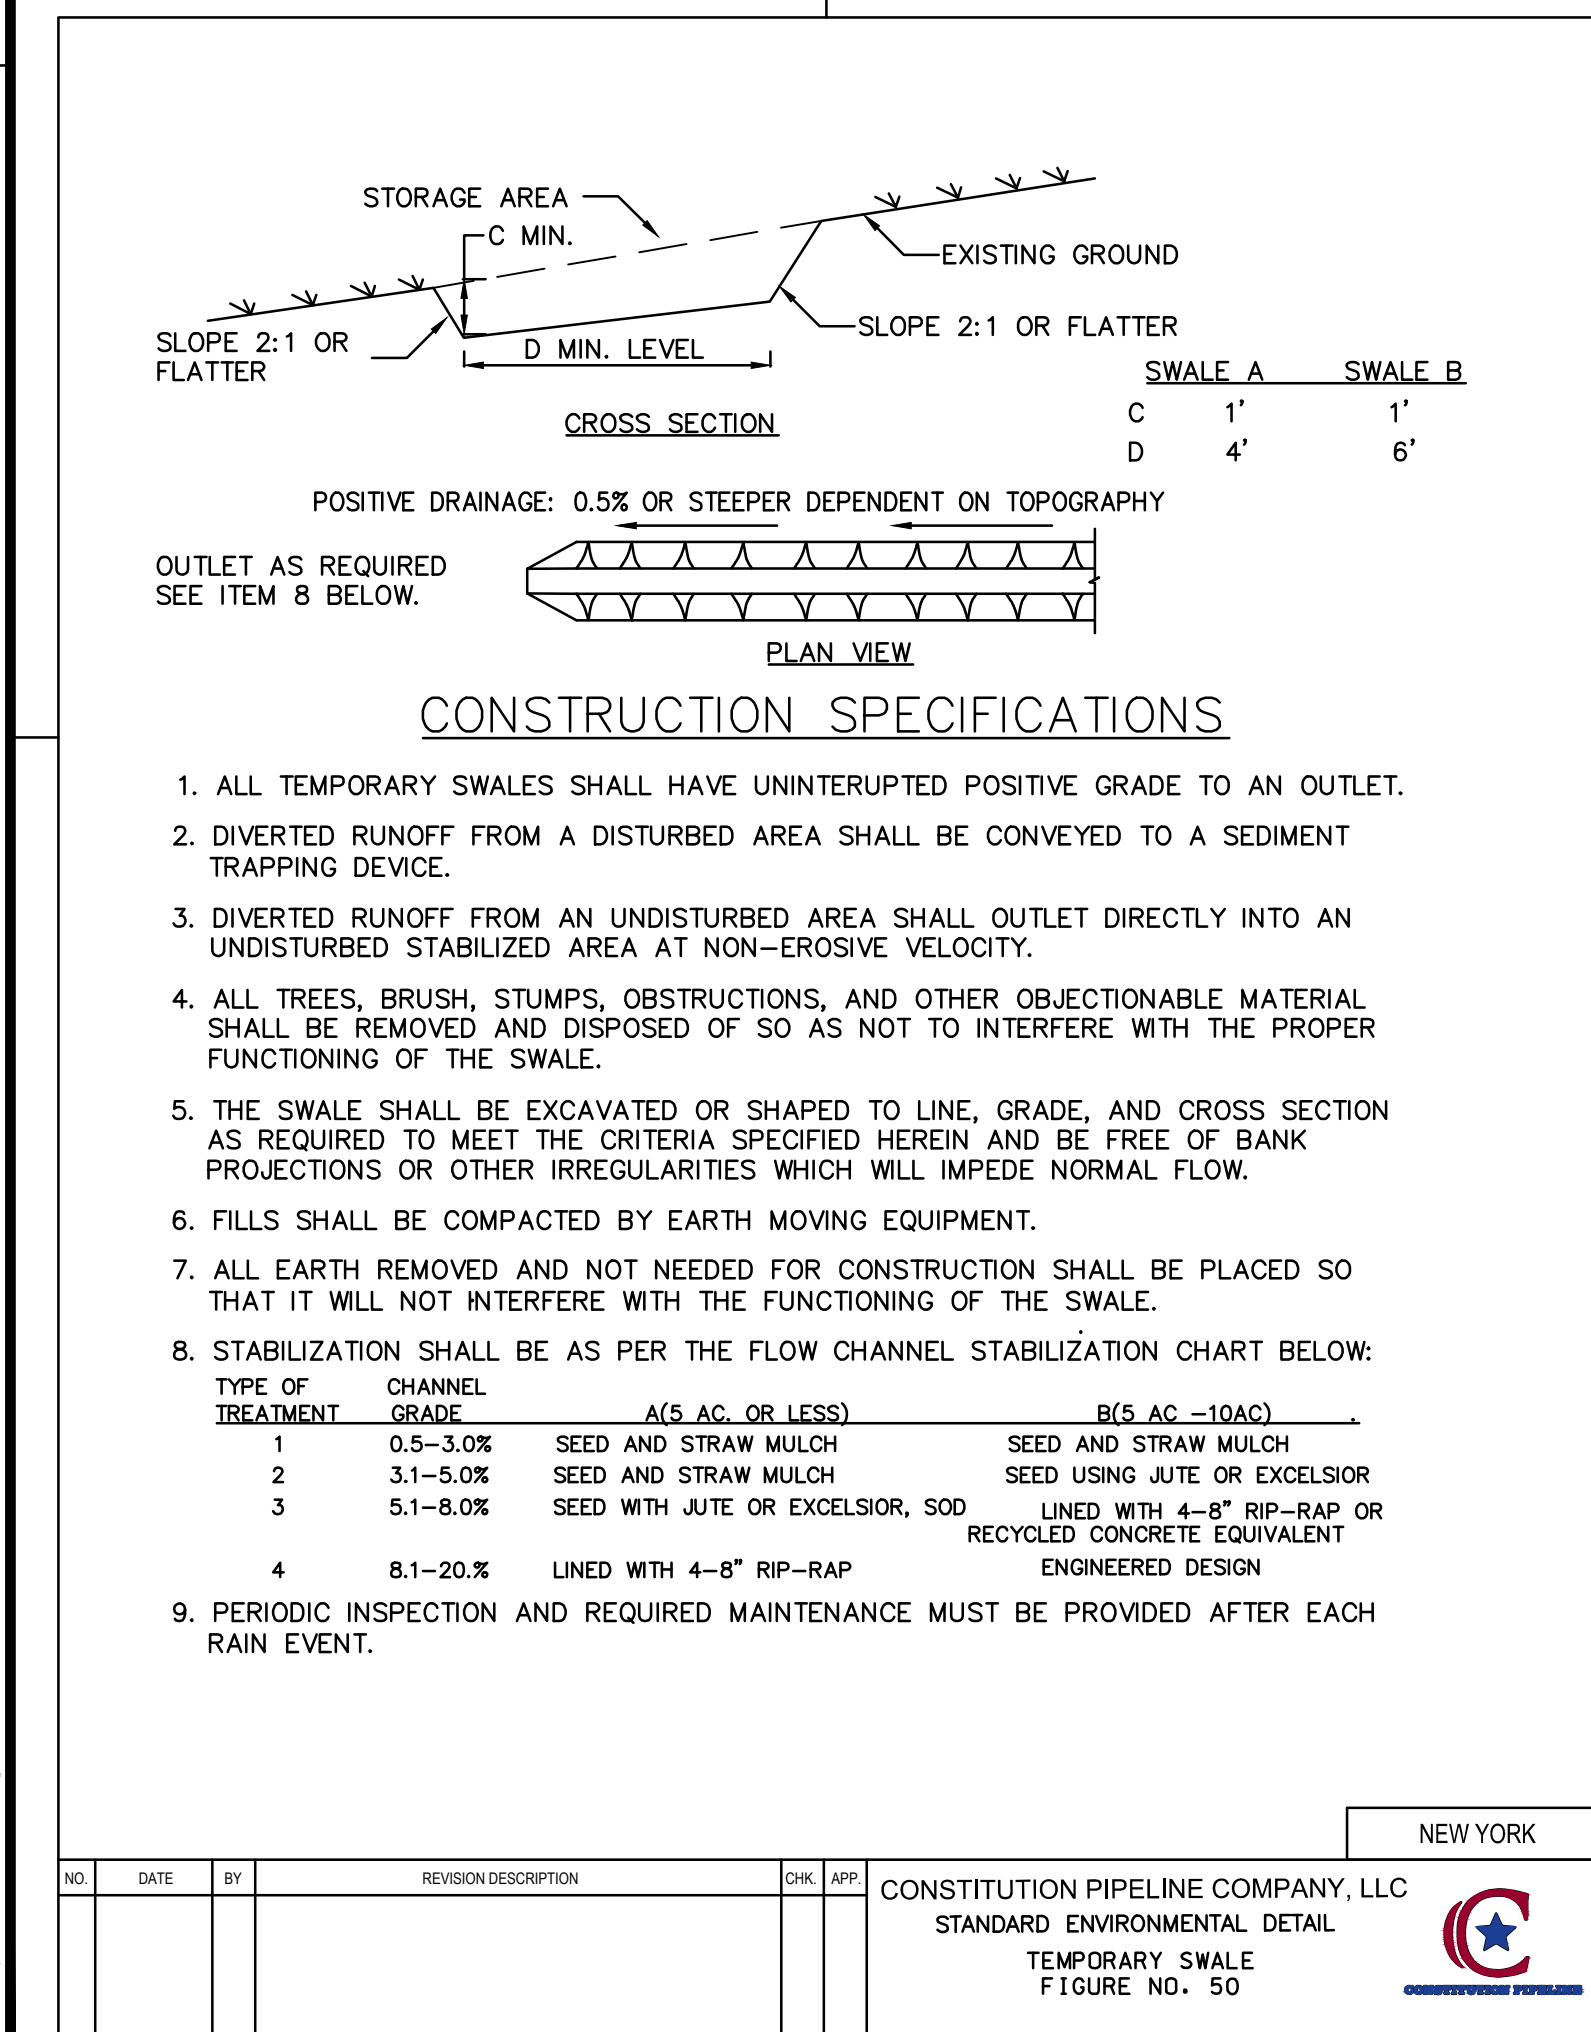 STORAGE AREA
C MIN.
EXISTING GROUND
SLOPE 2:1 OR
FLATTER
SLOPE 2:1 OR FLATTER
D MIN. LEVEL
CROSS SECTION
SWALE A SWALE B
C 1' 1'
D 4' 6'
POSITIVE DRAINAGE: 0.5% OR STEEPER DEPENDENT ON TOPOGRAPHY
OUTLET AS REQUIRED
SEE ITEM 8 BELOW.
PLAN VIEW
CONSTRUCTION SPECIFICATIONS
1. ALL TEMPORARY SWALES SHALL HAVE UNINTERUPTED POSITIVE GRADE TO AN OUTLET.
2. DIVERTED RUNOFF FROM A DISTURBED AREA SHALL BE CONVEYED TO A SEDIMENT
TRAPPING DEVICE.
3. DIVERTED RUNOFF FROM AN UNDISTURBED AREA SHALL OUTLET DIRECTLY INTO AN
UNDISTURBED STABILIZED AREA AT NON-EROSIVE VELOCITY.
4. ALL TREES, BRUSH, STUMPS, OBSTRUCTIONS, AND OTHER OBJECTIONABLE MATERIAL
SHALL BE REMOVED AND DISPOSED OF SO AS NOT TO INTERFERE WITH THE PROPER
FUNCTIONING OF THE SWALE.
5. THE SWALE SHALL BE EXCAVATED OR SHAPED TO LINE, GRADE, AND CROSS SECTION
AS REQUIRED TO MEET THE CRITERIA SPECIFIED HEREIN AND BE FREE OF BANK
PROJECTIONS OR OTHER IRREGULARITIES WHICH WILL IMPEDE NORMAL FLOW.
6. FILLS SHALL BE COMPACTED BY EARTH MOVING EQUIPMENT.
7. ALL EARTH REMOVED AND NOT NEEDED FOR CONSTRUCTION SHALL BE PLACED SO
THAT IT WILL NOT INTERFERE WITH THE FUNCTIONING OF THE SWALE.
8. STABILIZATION SHALL BE AS PER THE FLOW CHANNEL STABILIZATION CHART BELOW:
TYPE OF CHANNEL
TREATMENT GRADE A(5 AC. OR LESS) B(5 AC -10AC) .
1 0.5-3.0% SEED AND STRAW MULCH SEED AND STRAW MULCH
2 3.1-5.0% SEED AND STRAW MULCH SEED USING JUTE OR EXCELSIOR
3 5.1-8.0% SEED WITH JUTE OR EXCELSIOR, SOD LINED WITH 4-8" RIP-RAP OR
RECYCLED CONCRETE EQUIVALENT
4 8.1-20.% LINED WITH 4-8" RIP-RAP ENGINEERED DESIGN
9. PERIODIC INSPECTION AND REQUIRED MAINTENANCE MUST BE PROVIDED AFTER EACH
RAIN EVENT.
NEW YORK
NO. DATE BY REVISION DESCRIPTION CHK. APP.
CONSTITUTION PIPELINE COMPANY, LLC
STANDARD ENVIRONMENTAL DETAIL
TEMPORARY SWALE
FIGURE NO. 50
CONSTITUTION PIPELINE